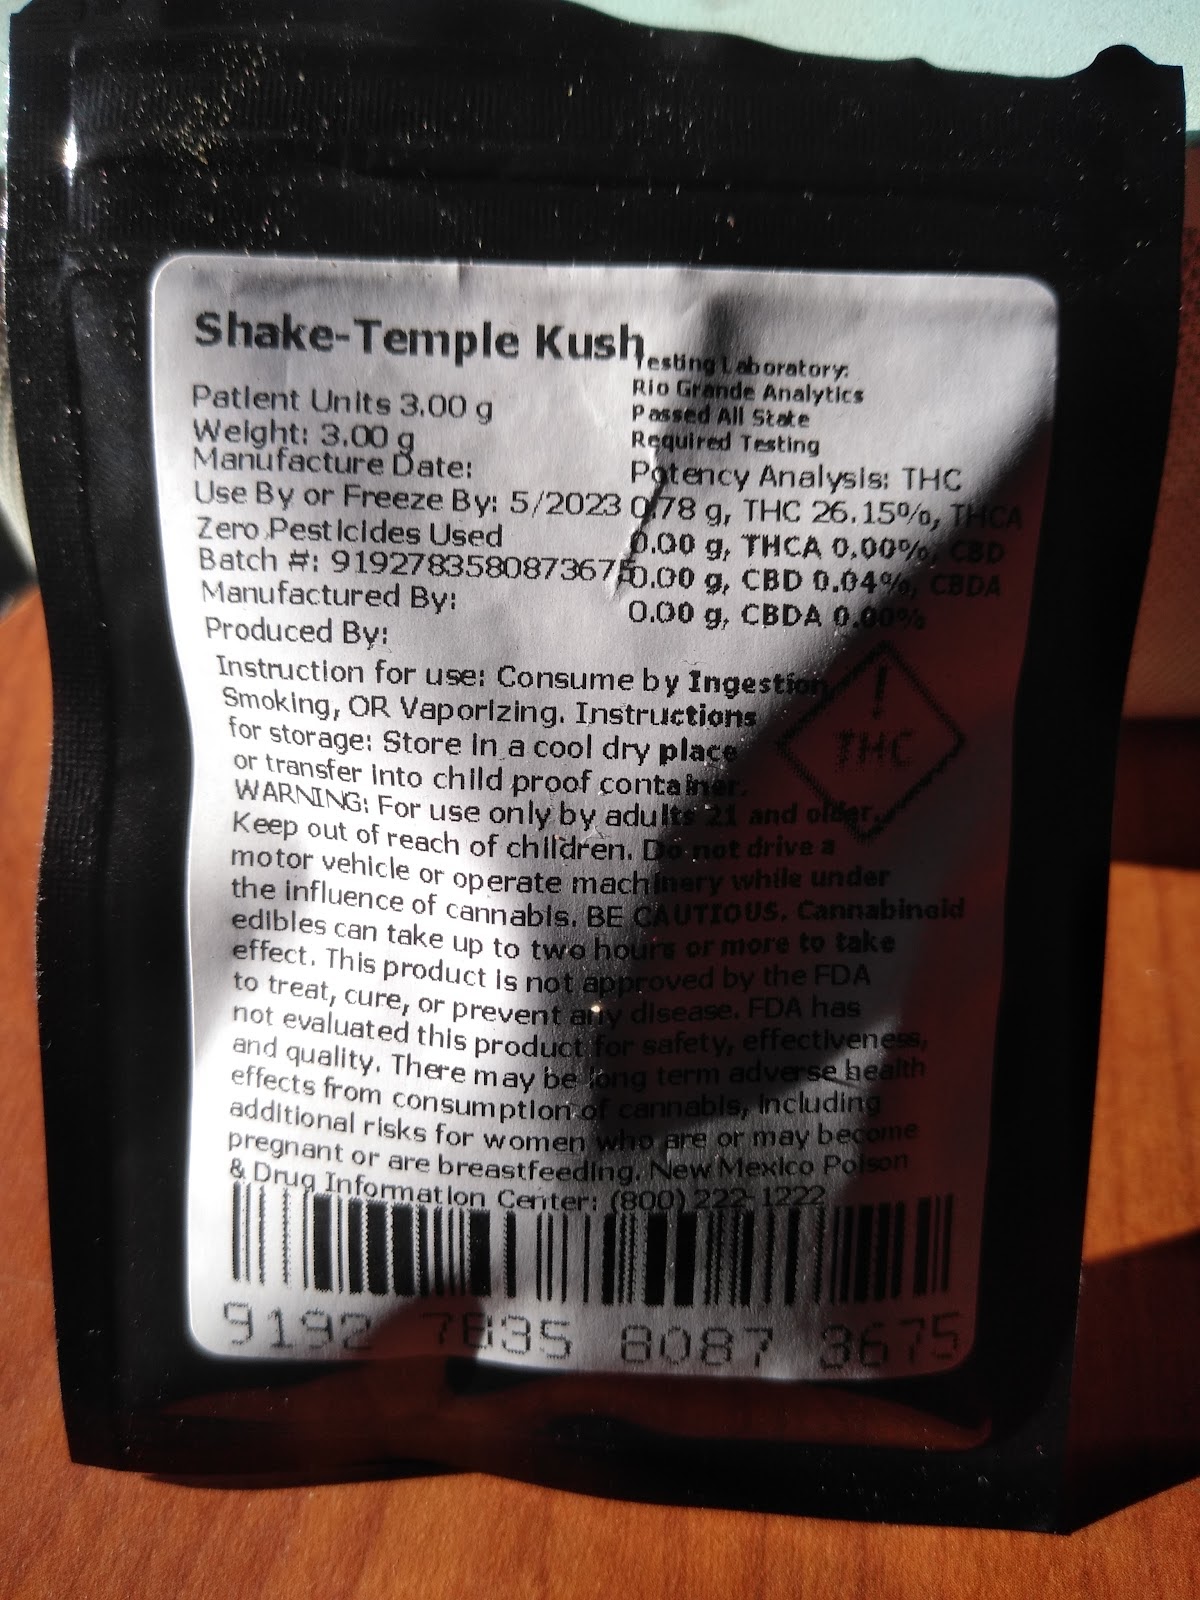 Shake-Temple Kush
Patient Units 3.00 g
Weight: 3.00 g
Manufacture Date:
Use By or Freeze By: 5/2023
Zero Pesticides Used
Batch #: 9192783580873675
Manufactured By:
Produced By:
Testing Laboratory:
Rio Grande Analytics
Passed All State
Required Testing
Potency Analysis: THC
0.78 g, THC 26.15%, THCA
0.00 g, THCA 0.00%, CBD
0.00 g, CBD 0.04%, CBDA
0.00 g, CBDA 0.00%
Instruction for use: Consume by Ingestion,
Smoking, OR Vaporizing. Instructions
for storage: Store in a cool dry place
or transfer into child proof container.
WARNING: For use only by adults 21 and older.
Keep out of reach of children. Do not drive a
motor vehicle or operate machinery while under
the influence of cannabis. BE CAUTIOUS. Cannabinoid
edibles can take up to two hours or more to take
effect. This product is not approved by the FDA
to treat, cure, or prevent any disease. FDA has
not evaluated this product for safety, effectiveness,
and quality. There may be long term adverse health
effects from consumption of cannabis, including
additional risks for women who are or may become
pregnant or are breastfeeding. New Mexico Poison
& Drug Information Center: (800) 222-1222
!
THC
9192 7835 8087 3675